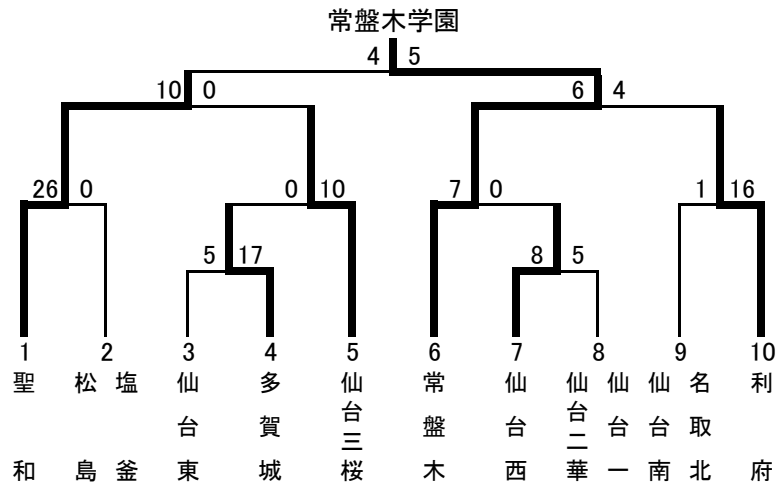 常盤木学園
4 5
10 0 6 4
26 0 0 10 7 0 1 16
5 17 8 5
1 2 3 4 5 6 7 8 9 10
聖和
松島
塩釜
仙台東
多賀城
仙台三桜
常盤木
仙台西
仙台二華
仙台一
仙台南
名取北
利府